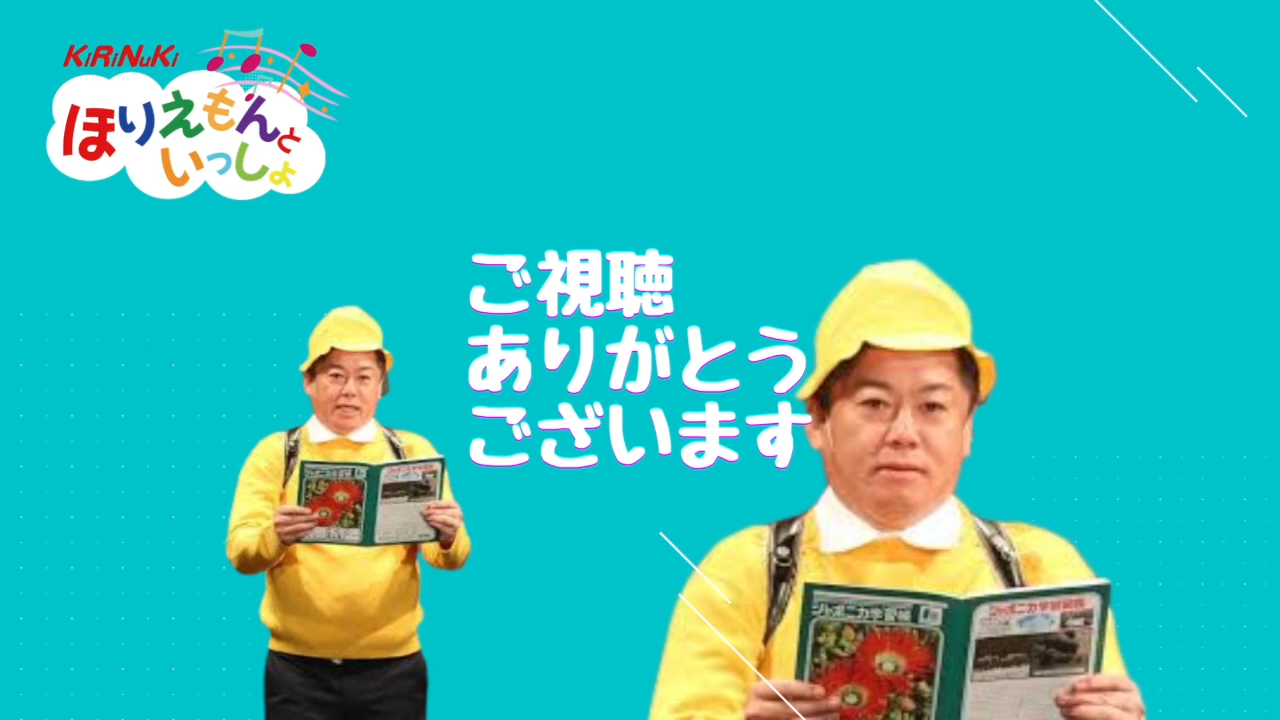 KiRiNuKi
ほりえもんと
いっしょ
ご視聴
ありがとう
ございます
ジャポニカ学習帳
ジャポニカ学習帳